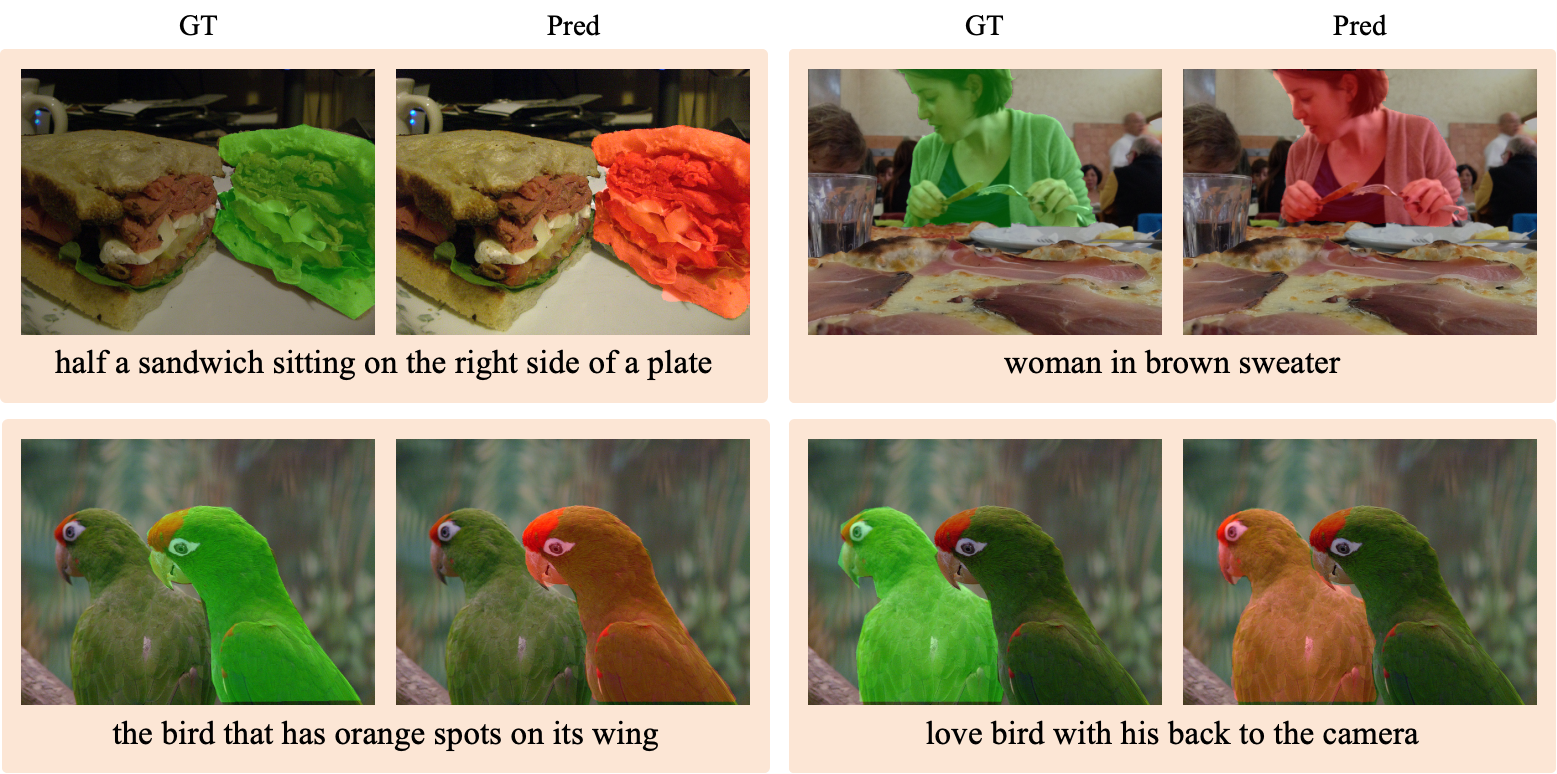 GT Pred GT Pred
half a sandwich sitting on the right side of a plate
woman in brown sweater
the bird that has orange spots on its wing
love bird with his back to the camera